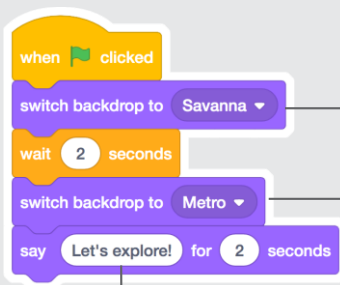 when clicked
switch backdrop to Savanna
wait 2 seconds
switch backdrop to Metro
say Let's explore! for 2 seconds